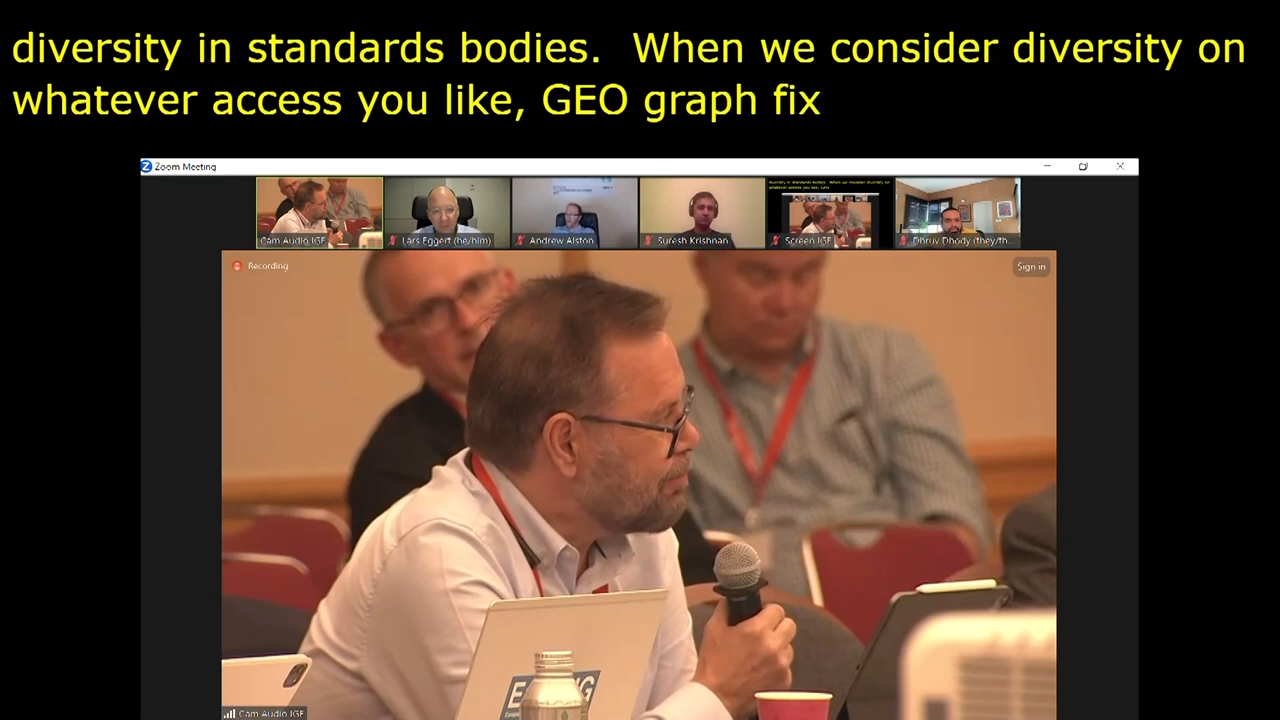 diversity in standards bodies.  When we consider diversity on
whatever access you like, GEO graph fix
Zoom Meeting
Cam Audio IGF
Lars Eggert (he/him)
Andrew Alston
Suresh Krishnan
Screen IGF
Dhruv Dhody (they/th...
Recording
Sign in
Cam Audio IGF